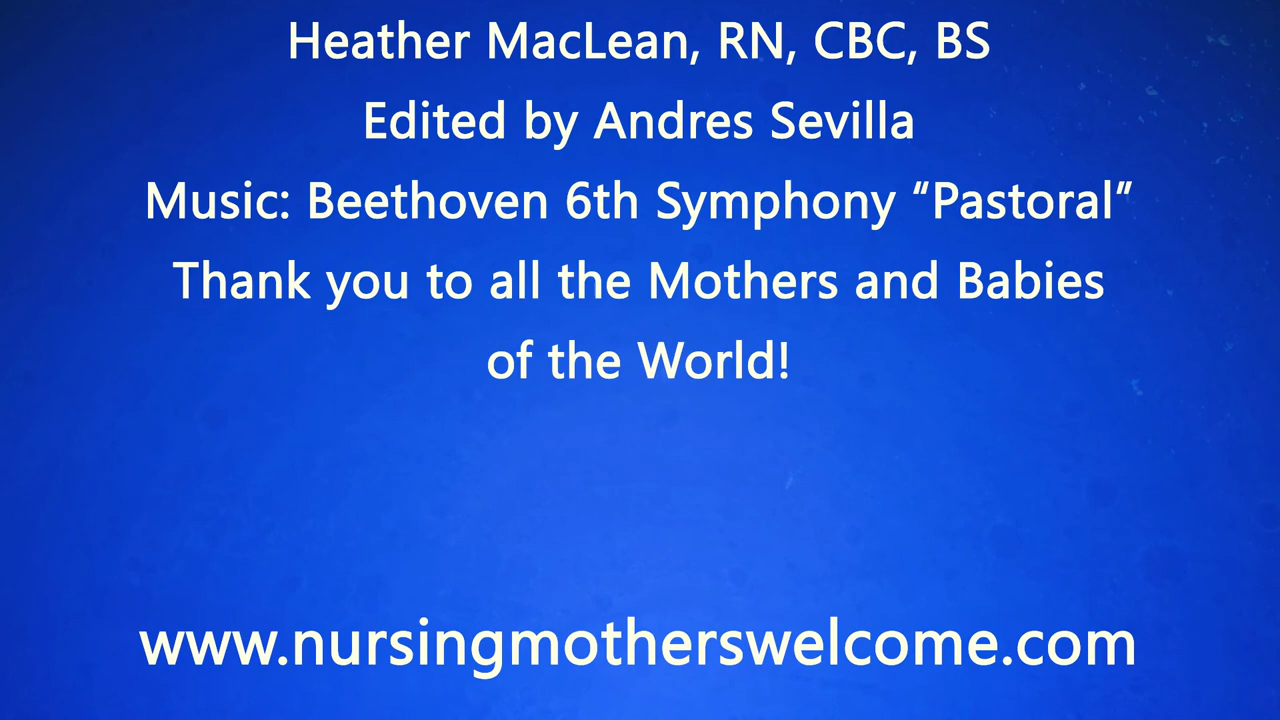 Heather MacLean, RN, CBC, BS
Edited by Andres Sevilla
Music: Beethoven 6th Symphony “Pastoral”
Thank you to all the Mothers and Babies
of the World!
www.nursingmotherswelcome.com